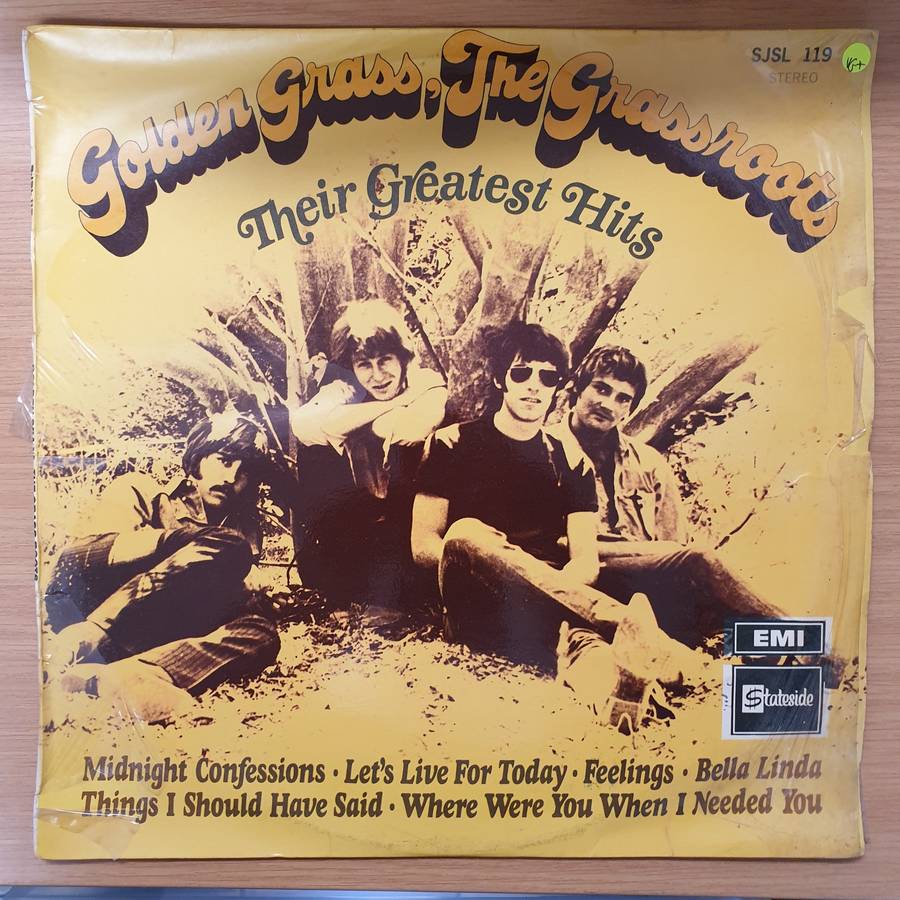 Golden Grass, The Grassroots
Their Greatest Hits
SJSL 119
STEREO
VG+
EMI
Stateside
Midnight Confessions · Let's Live For Today · Feelings · Bella Linda
Things I Should Have Said · Where Were You When I Needed You